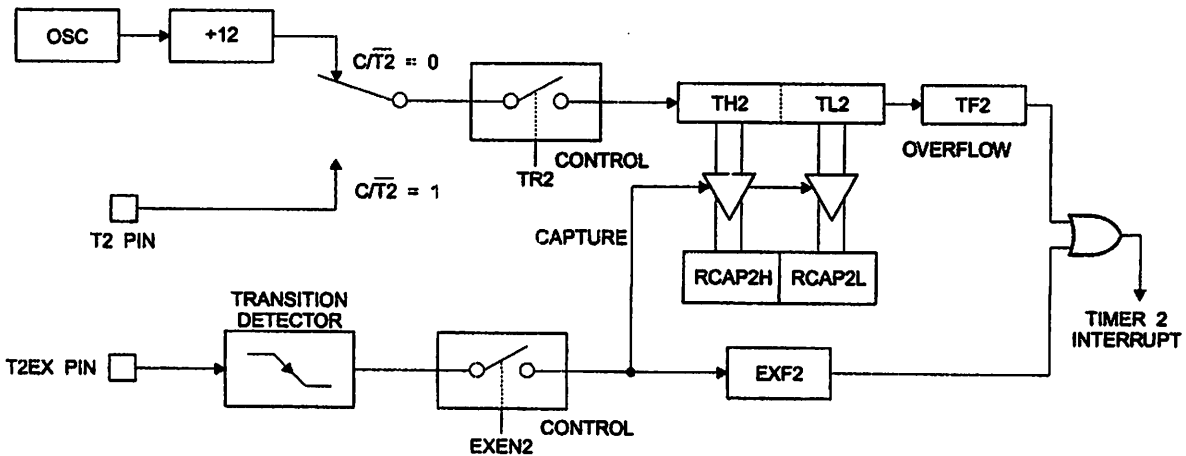 OSC
+12
C/T2 = 0
TH2
TL2
TF2
OVERFLOW
CONTROL
TR2
C/T2 = 1
T2 PIN
CAPTURE
RCAP2H
RCAP2L
TRANSITION
DETECTOR
TIMER 2
INTERRUPT
T2EX PIN
EXF2
CONTROL
EXEN2